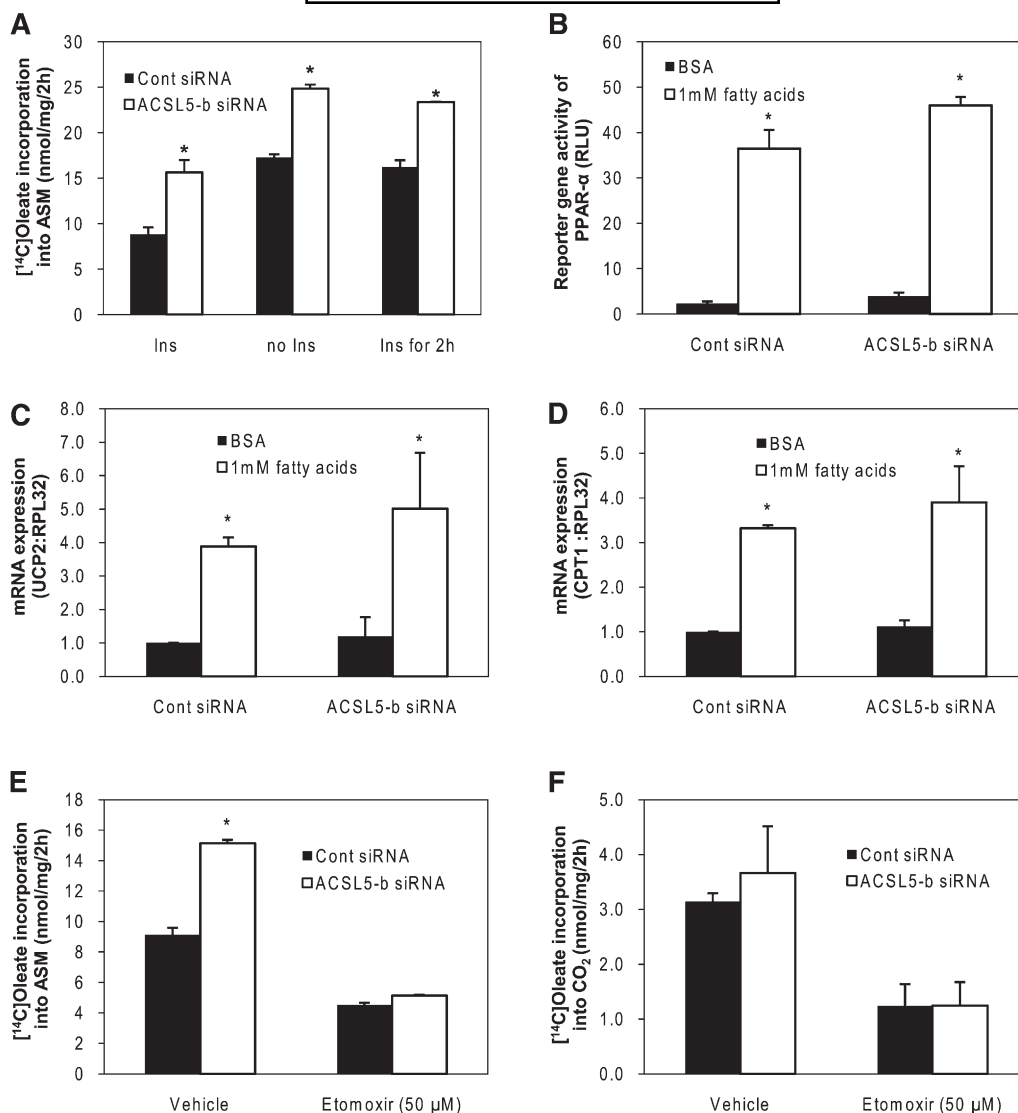 A
[¹⁴C]Oleate incorporation
into ASM (nmol/mg/2h)
30
25
20
15
10
5
0
Cont siRNA
ACSL5-b siRNA
*
*
*
Ins
no Ins
Ins for 2h
B
Reporter gene activity of
PPAR-α (RLU)
60
50
40
30
20
10
0
BSA
1mM fatty acids
*
*
Cont siRNA
ACSL5-b siRNA
C
mRNA expression
(UCP2:RPL32)
8.0
7.0
6.0
5.0
4.0
3.0
2.0
1.0
0.0
BSA
1mM fatty acids
*
*
Cont siRNA
ACSL5-b siRNA
D
mRNA expression
(CPT1 :RPL32)
6.0
5.0
4.0
3.0
2.0
1.0
0.0
BSA
1mM fatty acids
*
*
Cont siRNA
ACSL5-b siRNA
E
[¹⁴C]Oleate incorporation
into ASM (nmol/mg/2h)
18
16
14
12
10
8
6
4
2
0
*
Cont siRNA
ACSL5-b siRNA
Vehicle
Etomoxir (50 µM)
F
[¹⁴C]Oleate incorporation
into CO₂ (nmol/mg/2h)
5.0
4.0
3.0
2.0
1.0
0.0
Cont siRNA
ACSL5-b siRNA
Vehicle
Etomoxir (50 µM)